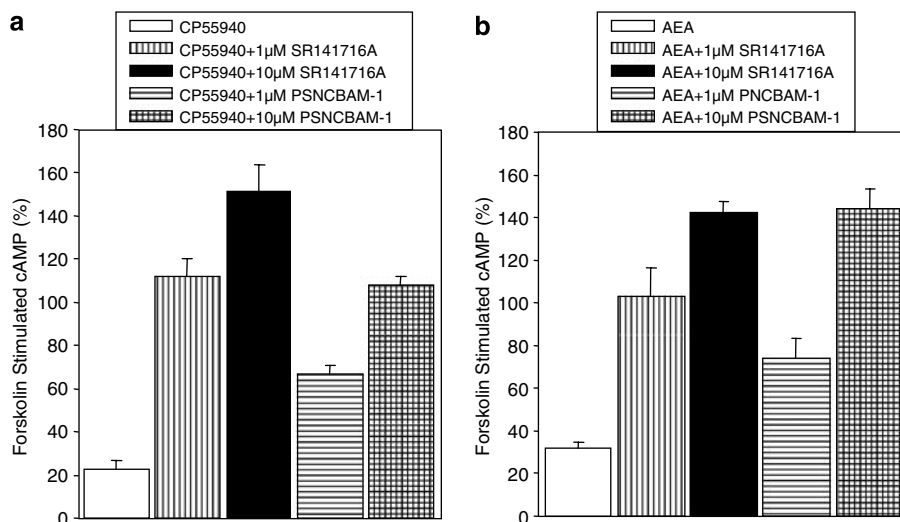 a
CP55940
CP55940+1µM SR141716A
CP55940+10µM SR141716A
CP55940+1µM PSNCBAM-1
CP55940+10µM PSNCBAM-1
Forskolin Stimulated cAMP (%)
180
160
140
120
100
80
60
40
20
0
b
AEA
AEA+1µM SR141716A
AEA+10µM SR141716A
AEA+1µM PNCBAM-1
AEA+10µM PSNCBAM-1
Forskolin Stimulated cAMP (%)
180
160
140
120
100
80
60
40
20
0